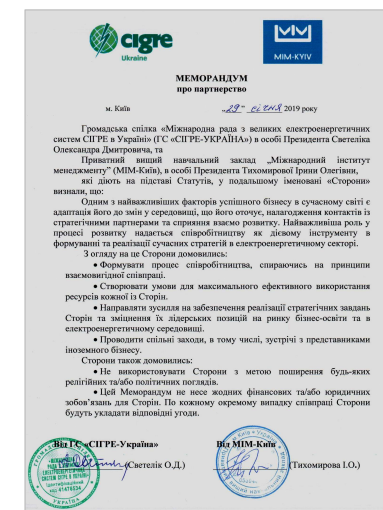 cigre
Ukraine
MIM-KYIV
МЕМОРАНДУМ
про партнерство
м. Київ „29" січня 2019 року
Громадська спілка «Міжнародна рада з великих електроенергетичних
систем СІГРЕ в Україні» (ГС «СІГРЕ-УКРАЇНА») в особі Президента Светеліка
Олександра Дмитровича, та
Приватний вищий навчальний заклад „Міжнародний інститут
менеджменту" (МІМ-Київ), в особі Президента Тихомирової Ірини Олегівни,
які діють на підставі Статутів, у подальшому іменовані «Сторони»
визнали, що:
Одним з найважливіших факторів успішного бізнесу в сучасному світі є
адаптація його до змін у середовищі, що його оточує, налагодження контактів із
стратегічними партнерами та сприяння взаємо розвитку. Найважливіша роль у
процесі розвитку надається співробітництву як дієвому інструменту в
формуванні та реалізації сучасних стратегій в електроенергетичному секторі.
З огляду на це Сторони домовились:
• Формувати процес співробітництва, спираючись на принципи
взаємовигідної співпраці.
• Створювати умови для максимального ефективного використання
ресурсів кожної із Сторін.
• Направляти зусилля на забезпечення реалізації стратегічних завдань
Сторін та зміцнення їх лідерських позицій на ринку бізнес-освіти та в
електроенергетичному середовищі.
• Проводити спільні заходи, в тому числі, зустрічі з представниками
іноземного бізнесу.
Сторони також домовились:
• Не використовувати Сторони з метою поширення будь-яких
релігійних та/або політичних поглядів.
• Цей Меморандум не несе жодних фінансових та/або юридичних
зобов'язань для Сторін. По кожному окремому випадку співпраці Сторони
будуть укладати відповідні угоди.
Від ГС «СІГРЕ-Україна» Від МІМ-Київ
(Светелік О.Д.) (Тихомирова І.О.)